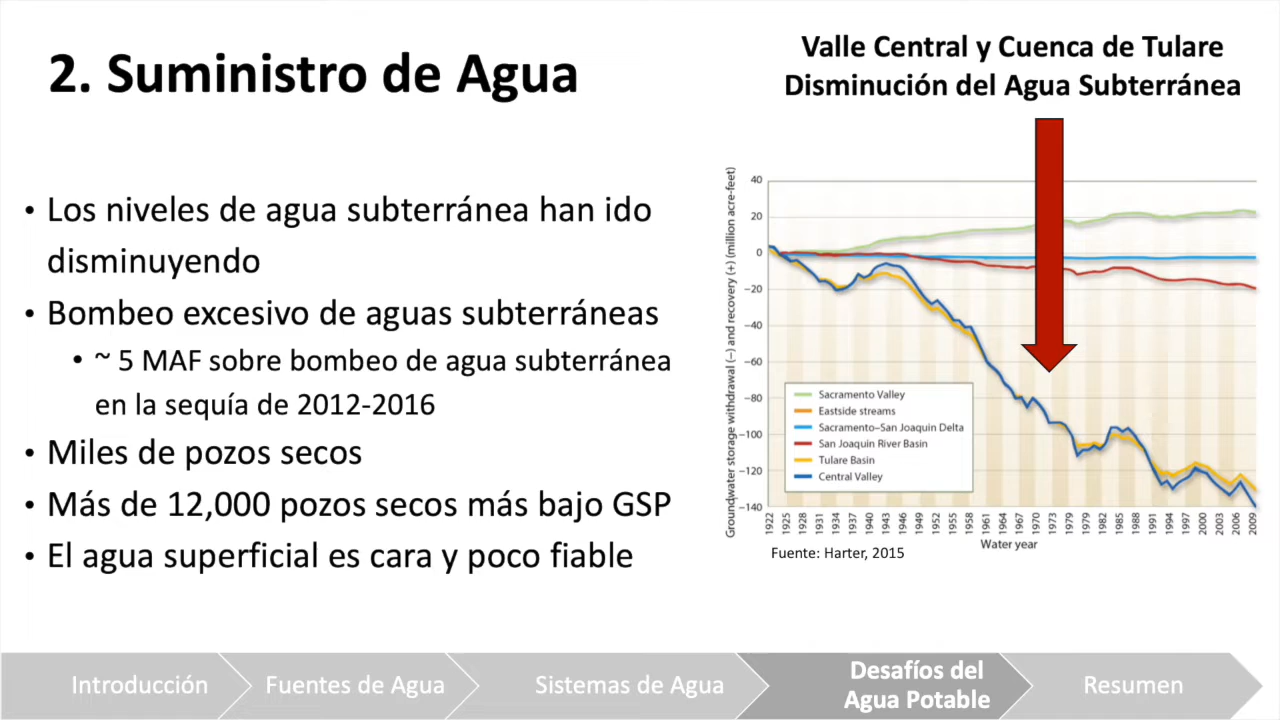 2. Suministro de Agua
Valle Central y Cuenca de Tulare
Disminución del Agua Subterránea
• Los niveles de agua subterránea han ido
disminuyendo
• Bombeo excesivo de aguas subterráneas
• ~ 5 MAF sobre bombeo de agua subterránea
en la sequía de 2012-2016
• Miles de pozos secos
• Más de 12,000 pozos secos más bajo GSP
• El agua superficial es cara y poco fiable
Groundwater storage withdrawal (−) and recovery (+) (million acre-feet)
40
20
0
−20
−40
−60
−80
−100
−120
−140
Sacramento Valley
Eastside streams
Sacramento–San Joaquin Delta
San Joaquin River Basin
Tulare Basin
Central Valley
1922 1925 1928 1931 1934 1937 1940 1943 1946 1949 1952 1955 1958 1961 1964 1967 1970 1973 1979 1979 1982 1985 1988 1991 1994 1997 2000 2003 2006 2009
Water year
Fuente: Harter, 2015
Introducción
Fuentes de Agua
Sistemas de Agua
Desafíos del
Agua Potable
Resumen